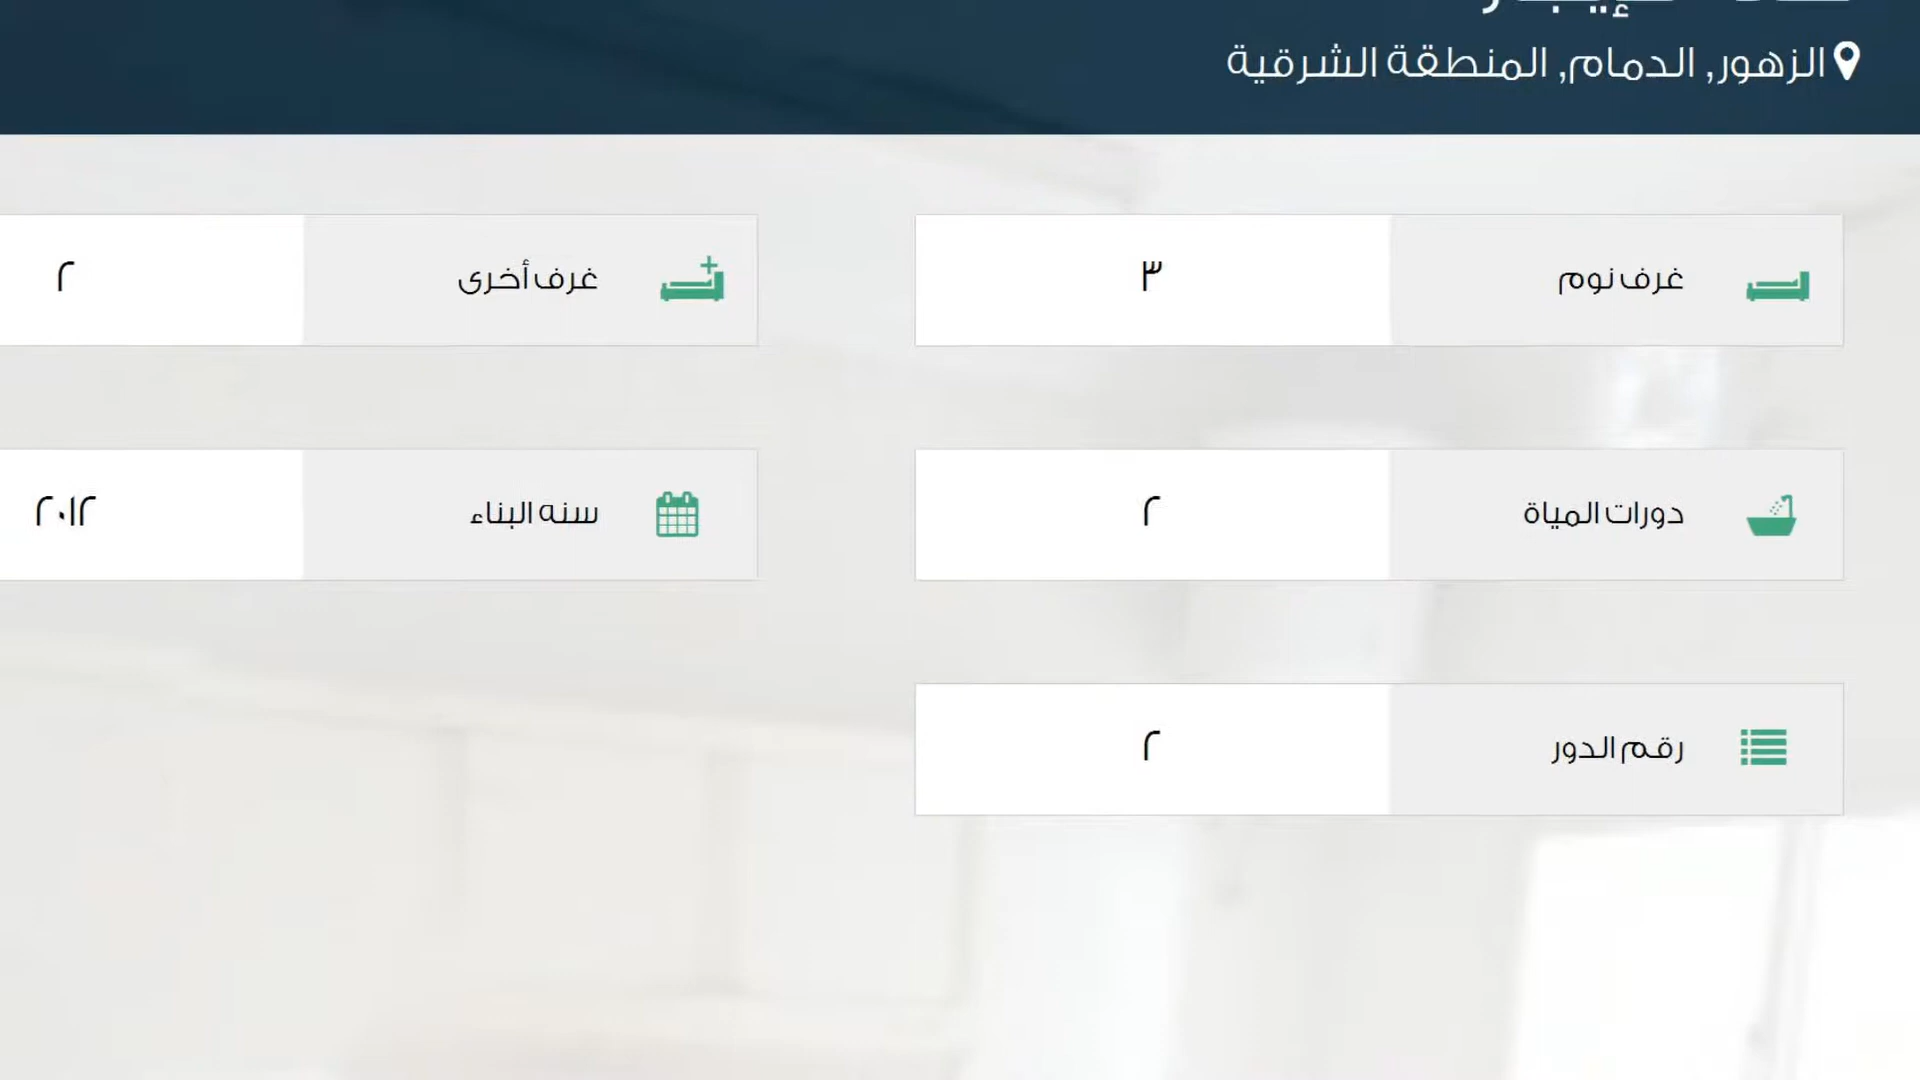 الزهور, الدمام, المنطقة الشرقية
غرف نوم ٣
غرف أخرى ٢
دورات المياة ٢
سنه البناء ٢٠١٢
رقم الدور ٢